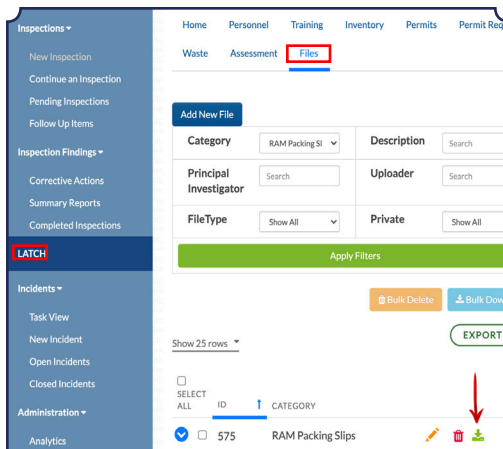 Inspections
New Inspection
Continue an Inspection
Pending Inspections
Follow Up Items
Inspection Findings
Corrective Actions
Summary Reports
Completed Inspections
LATCH
Incidents
Task View
New Incident
Open Incidents
Closed Incidents
Administration
Analytics
Home Personnel Training Inventory Permits Permit Req
Waste Assessment Files
Add New File
Category RAM Packing Sl Description Search
Principal Investigator Search Uploader Search
FileType Show All Private Show All
Apply Filters
Bulk Delete Bulk Dow
Show 25 rows EXPORT
SELECT
ALL ID CATEGORY
575 RAM Packing Slips